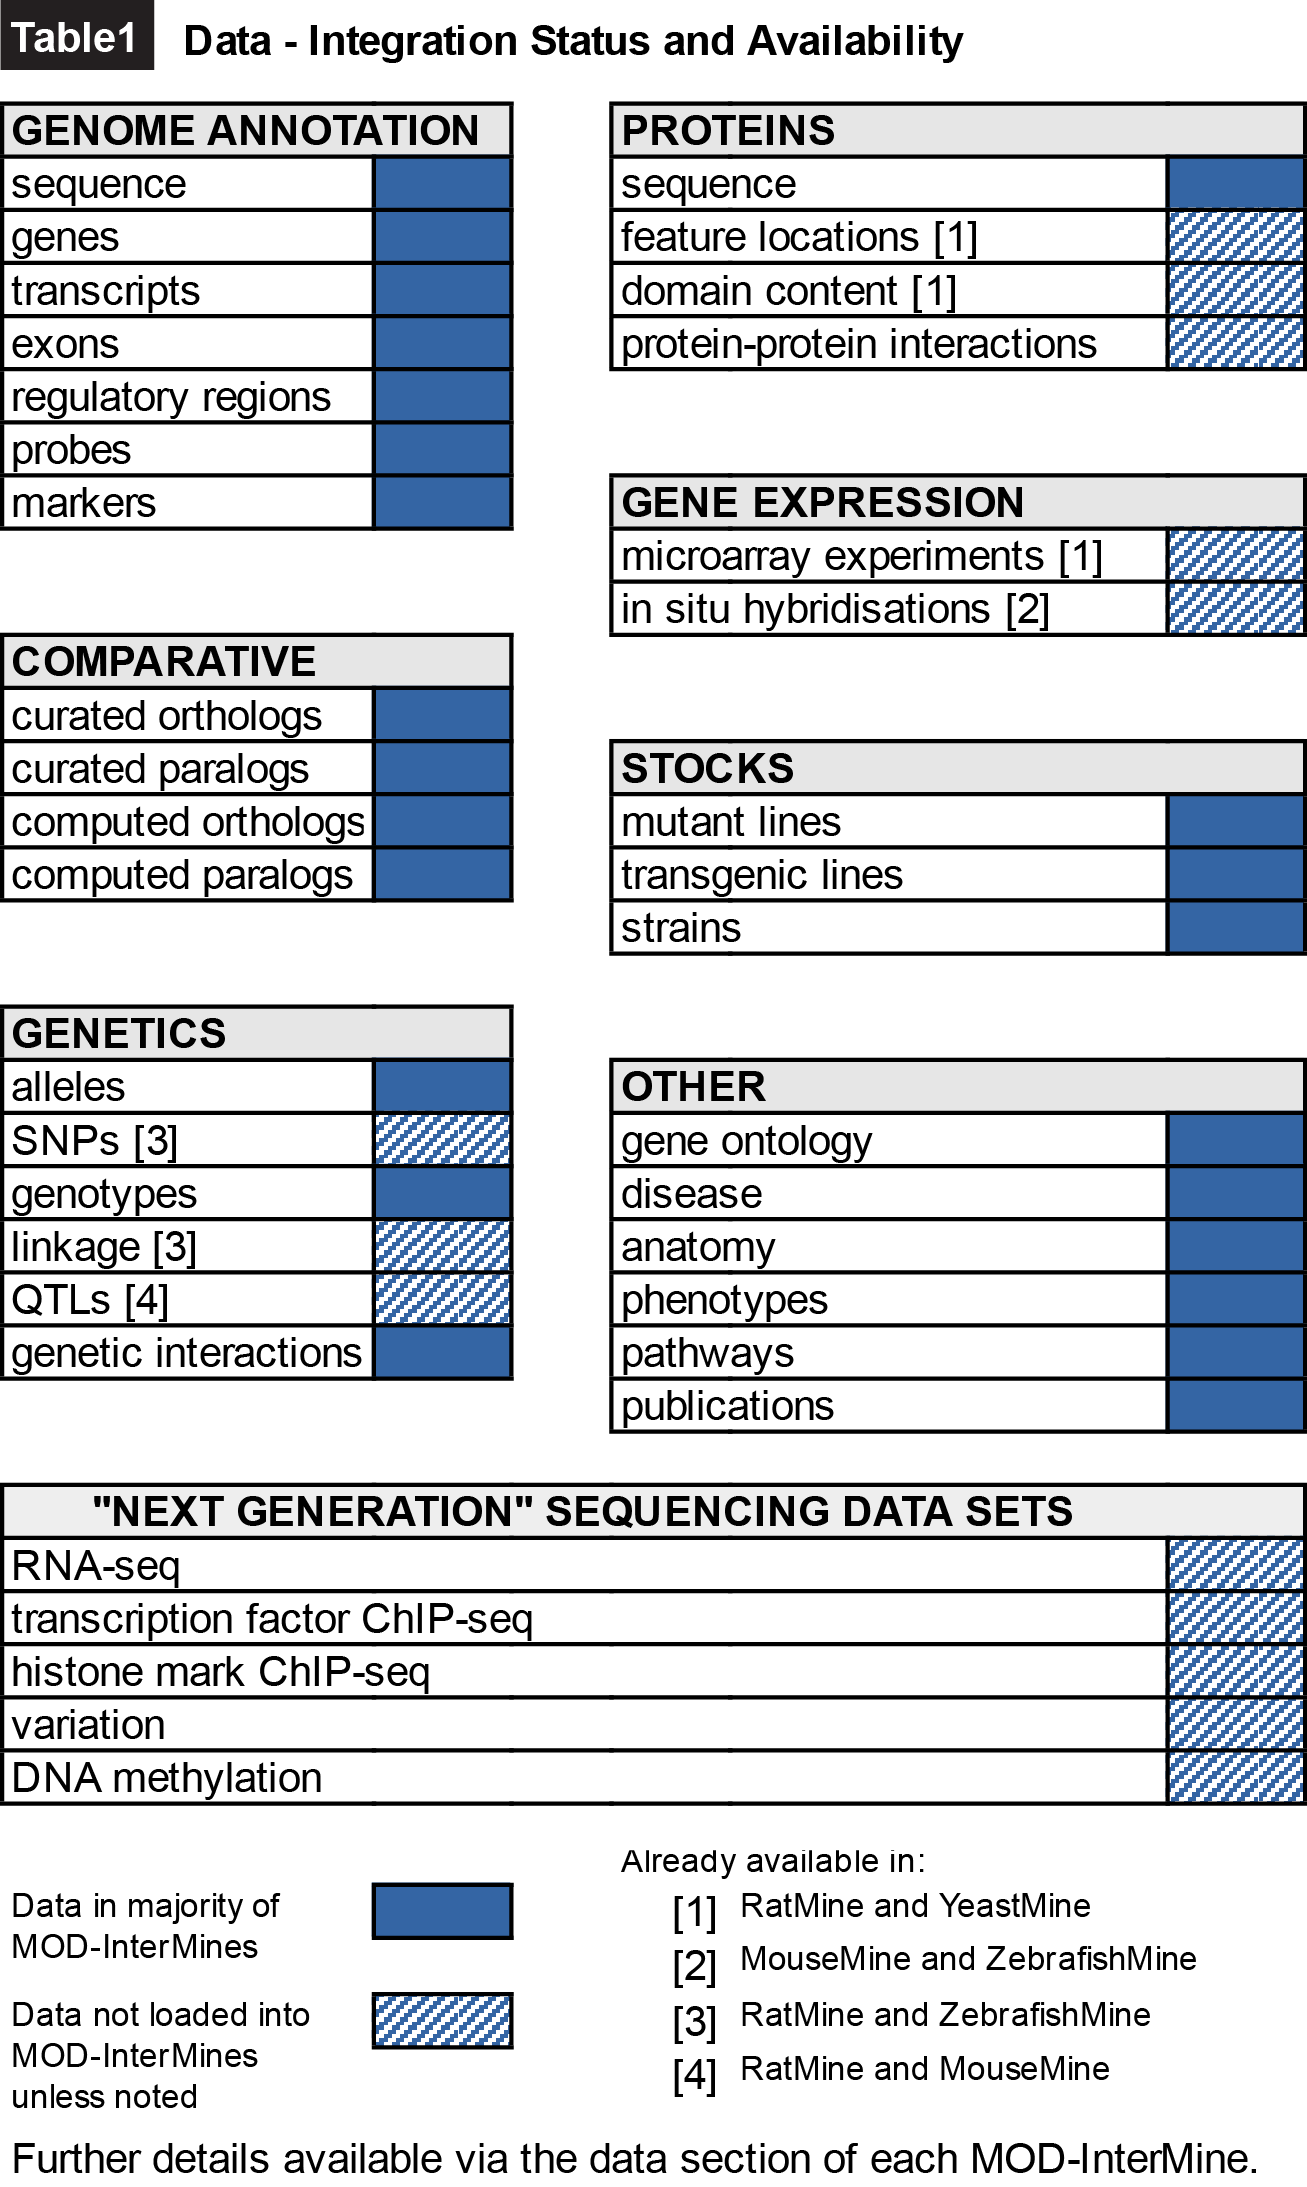 Table1 Data - Integration Status and Availability
GENOME ANNOTATION
sequence
genes
transcripts
exons
regulatory regions
probes
markers
COMPARATIVE
curated orthologs
curated paralogs
computed orthologs
computed paralogs
GENETICS
alleles
SNPs [3]
genotypes
linkage [3]
QTLs [4]
genetic interactions
PROTEINS
sequence
feature locations [1]
domain content [1]
protein-protein interactions
GENE EXPRESSION
microarray experiments [1]
in situ hybridisations [2]
STOCKS
mutant lines
transgenic lines
strains
OTHER
gene ontology
disease
anatomy
phenotypes
pathways
publications
"NEXT GENERATION" SEQUENCING DATA SETS
RNA-seq
transcription factor ChIP-seq
histone mark ChIP-seq
variation
DNA methylation
Data in majority of
MOD-InterMines
Data not loaded into
MOD-InterMines
unless noted
Already available in:
[1] RatMine and YeastMine
[2] MouseMine and ZebrafishMine
[3] RatMine and ZebrafishMine
[4] RatMine and MouseMine
Further details available via the data section of each MOD-InterMine.